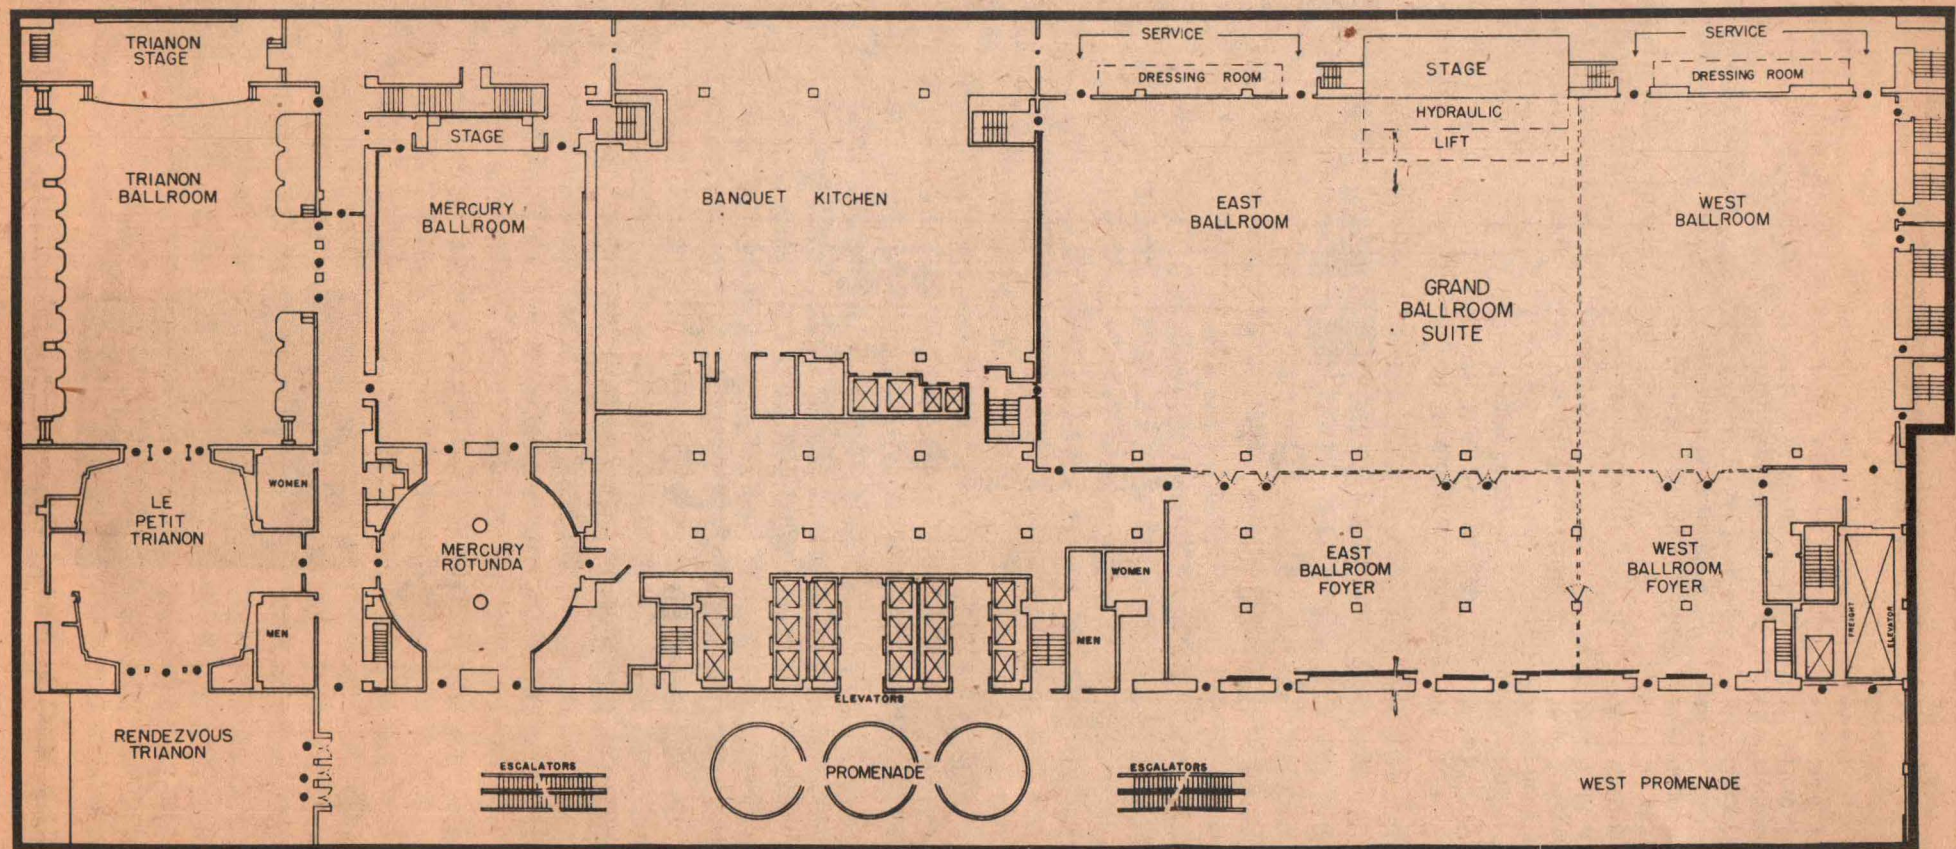 TRIANON
STAGE
SERVICE
DRESSING ROOM
STAGE
SERVICE
DRESSING ROOM
HYDRAULIC
LIFT
STAGE
TRIANON
BALLROOM
MERCURY
BALLROOM
BANQUET KITCHEN
EAST
BALLROOM
WEST
BALLROOM
GRAND
BALLROOM
SUITE
WOMEN
LE
PETIT
TRIANON
MERCURY
ROTUNDA
WOMEN
EAST
BALLROOM
FOYER
WEST
BALLROOM
FOYER
MEN
MEN
FREIGHT
ELEVATOR
ELEVATORS
RENDEZVOUS
TRIANON
ESCALATORS
PROMENADE
ESCALATORS
WEST PROMENADE